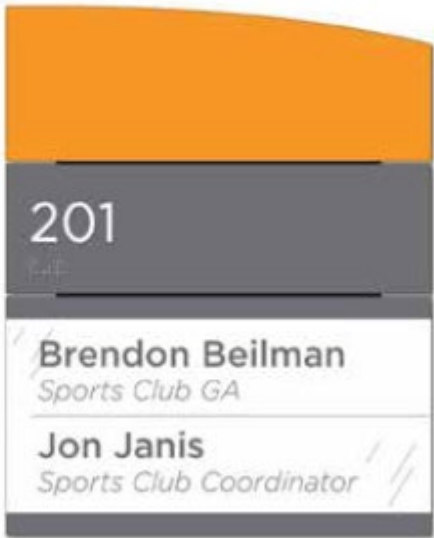 201
Brendon Beilman
Sports Club GA
Jon Janis
Sports Club Coordinator